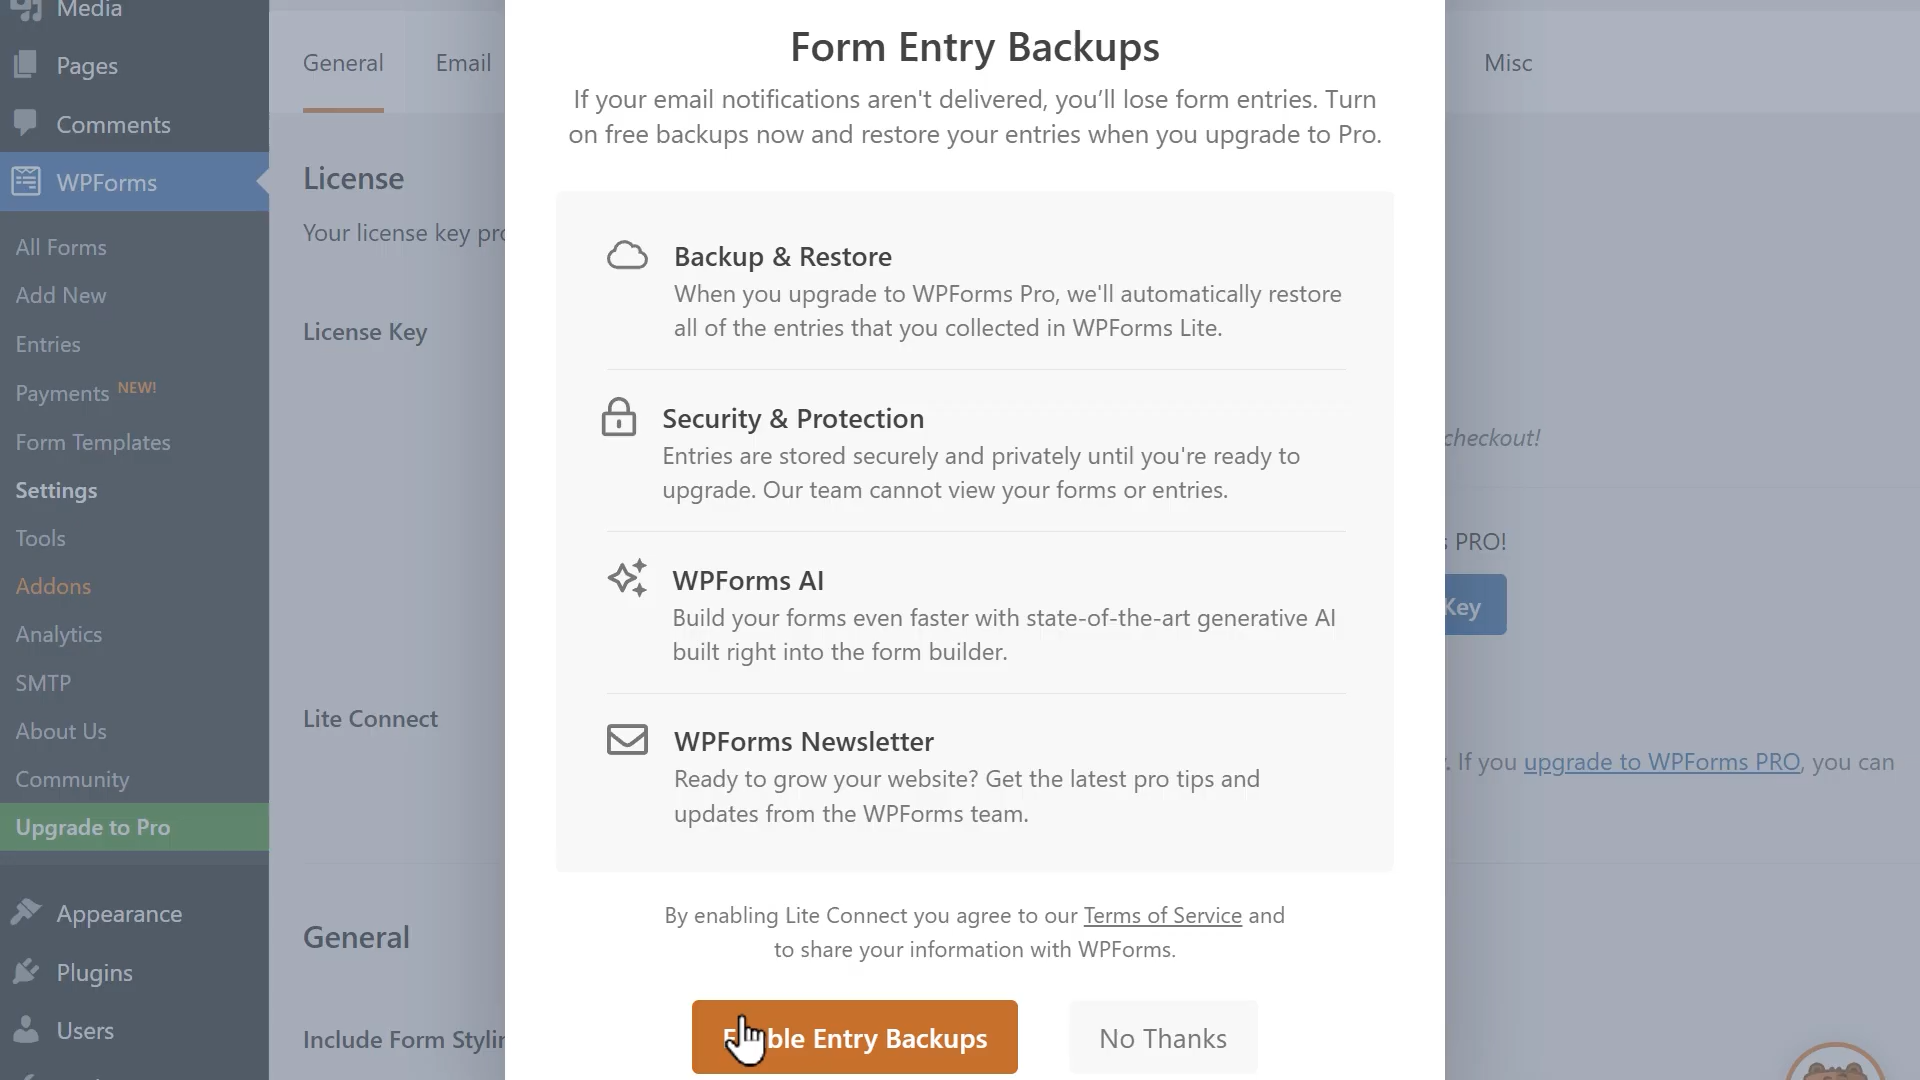 Media
Pages
Comments
WPForms
All Forms
Add New
Entries
Payments NEW!
Form Templates
Settings
Tools
Addons
Analytics
SMTP
About Us
Community
Upgrade to Pro
Appearance
Plugins
Users
General Email
Misc
License
Your license key
License Key
checkout!
PRO!
Key
Lite Connect
If you upgrade to WPForms PRO, you can
General
Include Form
Form Entry Backups
If your email notifications aren't delivered, you’ll lose form entries. Turn
on free backups now and restore your entries when you upgrade to Pro.
Backup & Restore
When you upgrade to WPForms Pro, we'll automatically restore
all of the entries that you collected in WPForms Lite.
Security & Protection
Entries are stored securely and privately until you're ready to
upgrade. Our team cannot view your forms or entries.
WPForms AI
Build your forms even faster with state-of-the-art generative AI
built right into the form builder.
WPForms Newsletter
Ready to grow your website? Get the latest pro tips and
updates from the WPForms team.
By enabling Lite Connect you agree to our Terms of Service and
to share your information with WPForms.
Entry Backups
No Thanks